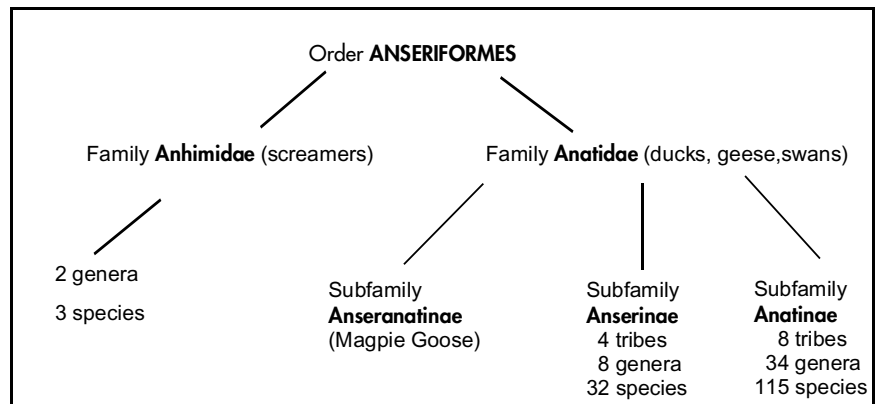 Order ANSERIFORMES
Family Anhimidae (screamers)
Family Anatidae (ducks, geese,swans)
2 genera
3 species
Subfamily
Anseranatinae
(Magpie Goose)
Subfamily
Anserinae
4 tribes
8 genera
32 species
Subfamily
Anatinae
8 tribes
34 genera
115 species